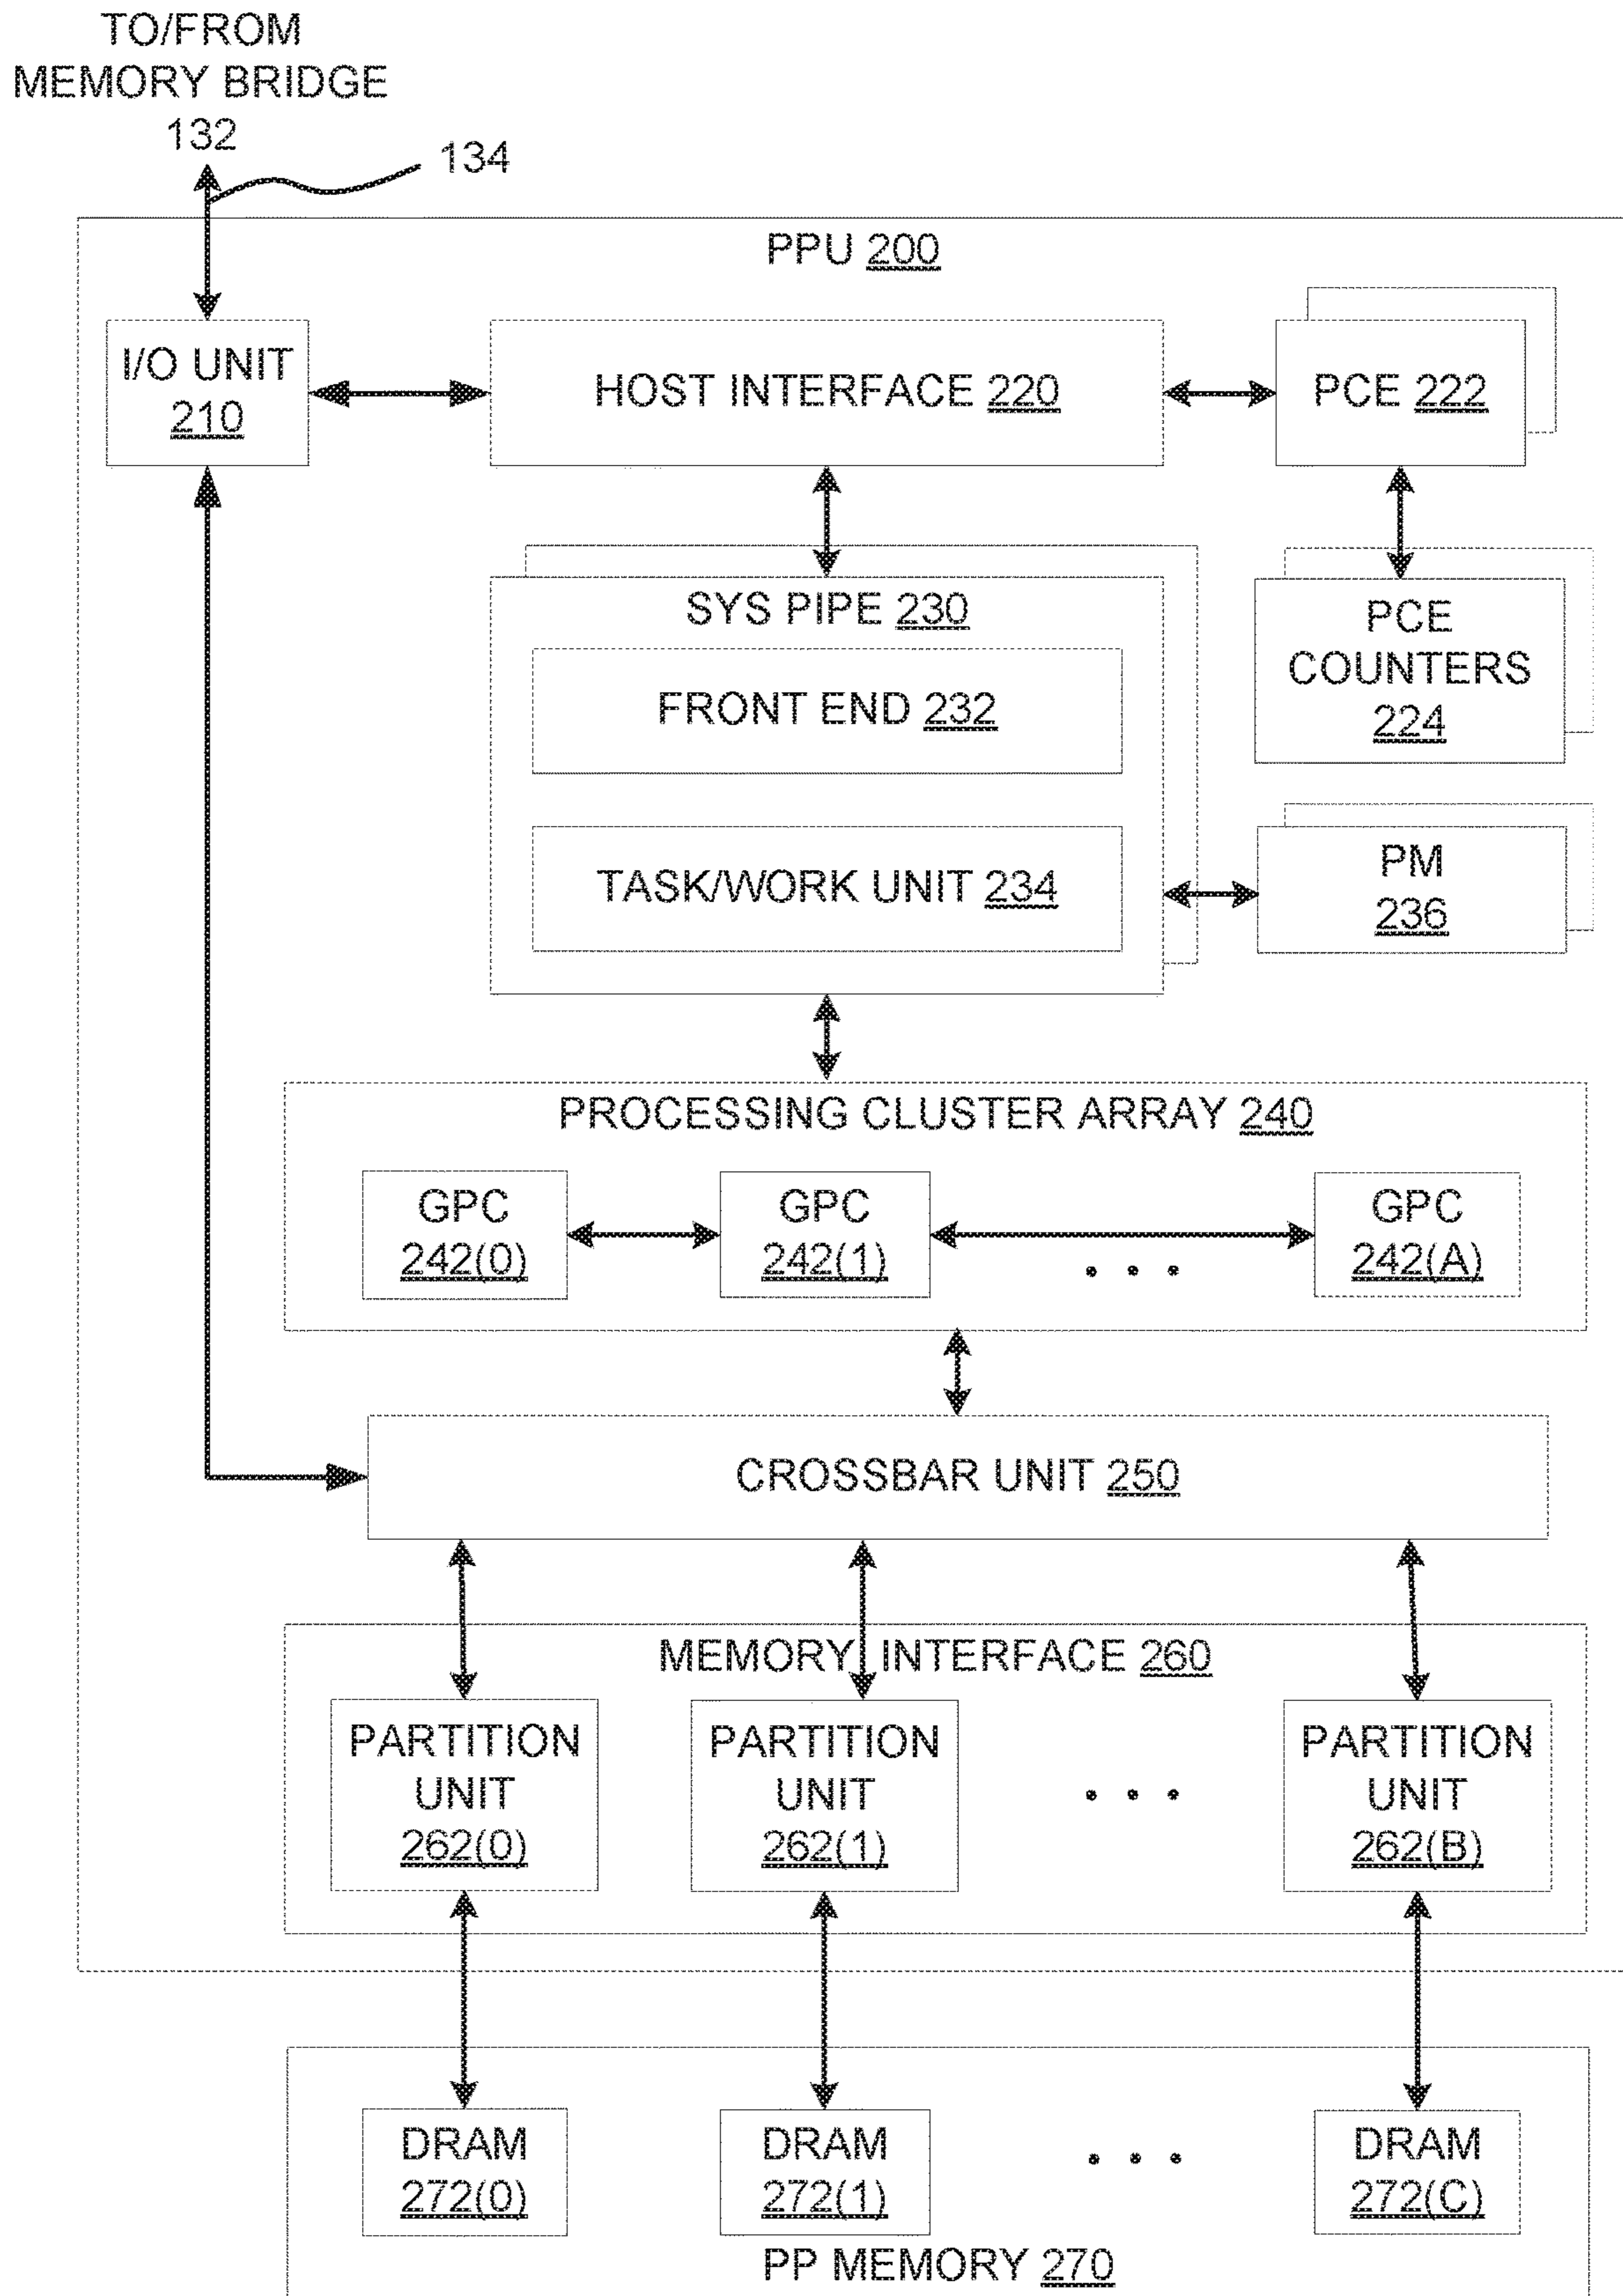 TO/FROM
MEMORY BRIDGE
132
134
PPU 200
I/O UNIT
210
HOST INTERFACE 220
PCE 222
SYS PIPE 230
FRONT END 232
TASK/WORK UNIT 234
PCE
COUNTERS
224
PM
236
PROCESSING CLUSTER ARRAY 240
GPC
242(0)
GPC
242(1)
. . .
GPC
242(A)
CROSSBAR UNIT 250
MEMORY INTERFACE 260
PARTITION
UNIT
262(0)
PARTITION
UNIT
262(1)
. . .
PARTITION
UNIT
262(B)
DRAM
272(0)
DRAM
272(1)
. . .
DRAM
272(C)
PP MEMORY 270